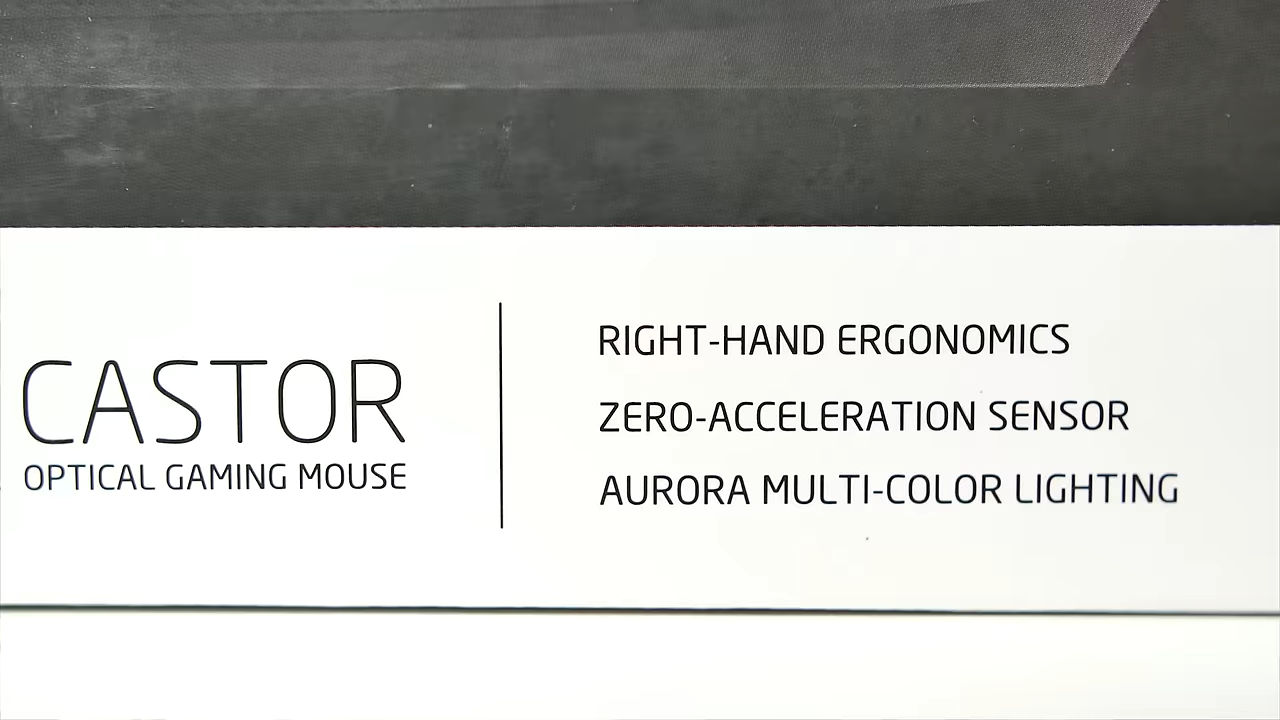 CASTOR
OPTICAL GAMING MOUSE
RIGHT-HAND ERGONOMICS
ZERO-ACCELERATION SENSOR
AURORA MULTI-COLOR LIGHTING